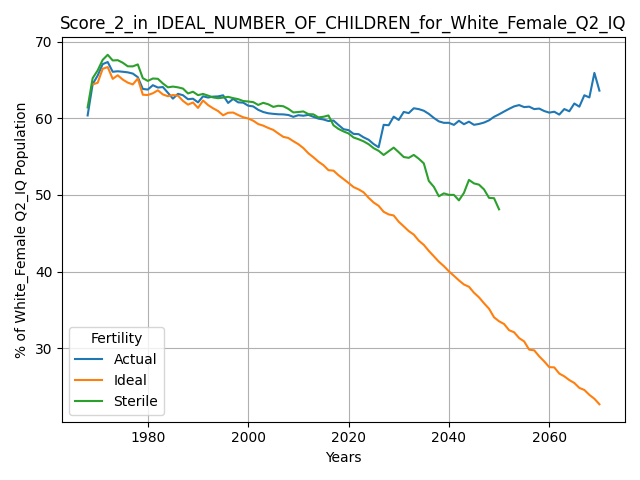 Score_2_in_IDEAL_NUMBER_OF_CHILDREN_for_White_Female_Q2_IQ
% of White_Female Q2_IQ Population
70
60
50
40
30
Fertility
Actual
Ideal
Sterile
1980
2000
2020
2040
2060
Years